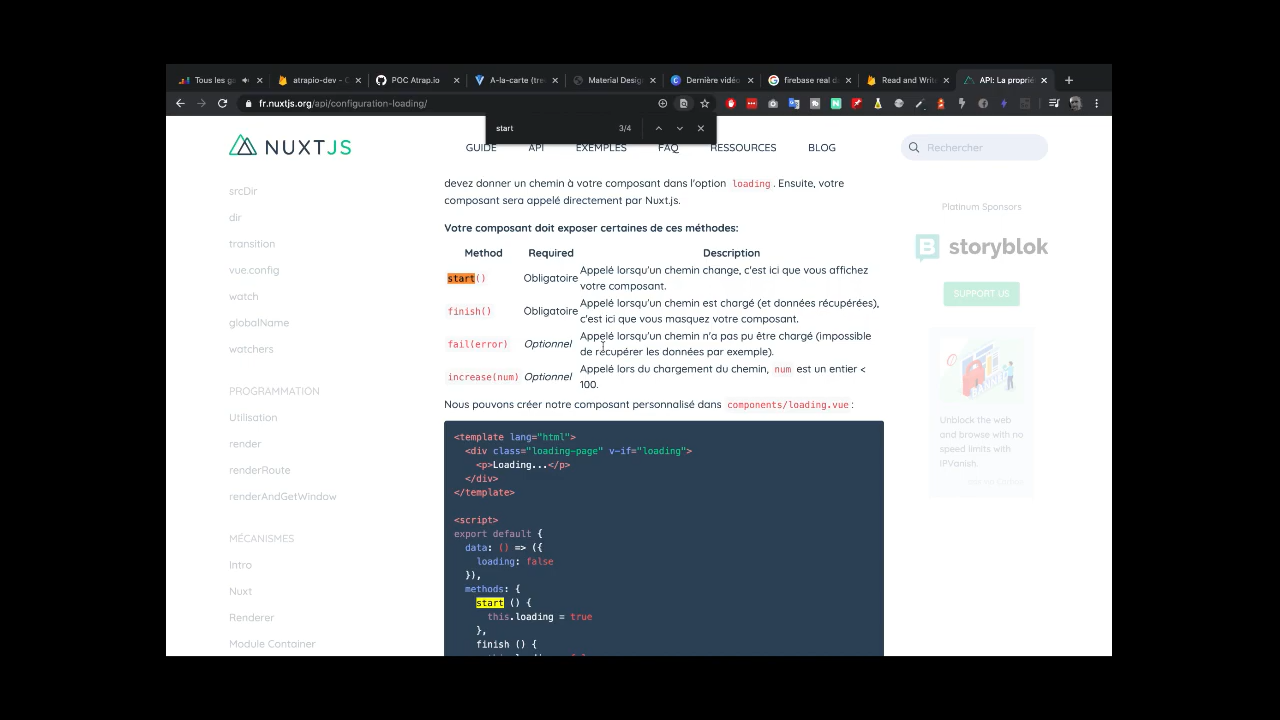 Tous les g
atrapio-dev - C
POC Atrap.io
A-la-carte (tre
Material Desig
Dernière vidéo
firebase real d
Read and Write
API: La proprié
fr.nuxtjs.org/api/configuration-loading/
start 3/4
NUXTJS
GUIDE API EXEMPLES FAQ RESSOURCES BLOG
Rechercher
srcDir
dir
transition
vue.config
watch
globalName
watchers
PROGRAMMATION
Utilisation
render
renderRoute
renderAndGetWindow
MÉCANISMES
Intro
Nuxt
Renderer
Module Container
devez donner un chemin à votre composant dans l'option loading. Ensuite, votre
composant sera appelé directement par Nuxt.js.
Votre composant doit exposer certaines de ces méthodes:
Method Required Description
start() Obligatoire Appelé lorsqu'un chemin change, c'est ici que vous affichez
votre composant.
finish() Obligatoire Appelé lorsqu'un chemin est chargé (et données récupérées),
c'est ici que vous masquez votre composant.
fail(error) Optionnel Appelé lorsqu'un chemin n'a pas pu être chargé (impossible
de récupérer les données par exemple).
increase(num) Optionnel Appelé lors du chargement du chemin, num est un entier <
100.
Nous pouvons créer notre composant personnalisé dans components/loading.vue:
<template lang="html">
<div class="loading-page" v-if="loading">
<p>Loading...</p>
</div>
</template>
<script>
export default {
data: () => ({
loading: false
}),
methods: {
start () {
this.loading = true
},
finish () {
Platinum Sponsors
storyblok
SUPPORT US
Unblock the web
and browse with no
speed limits with
IPVanish.